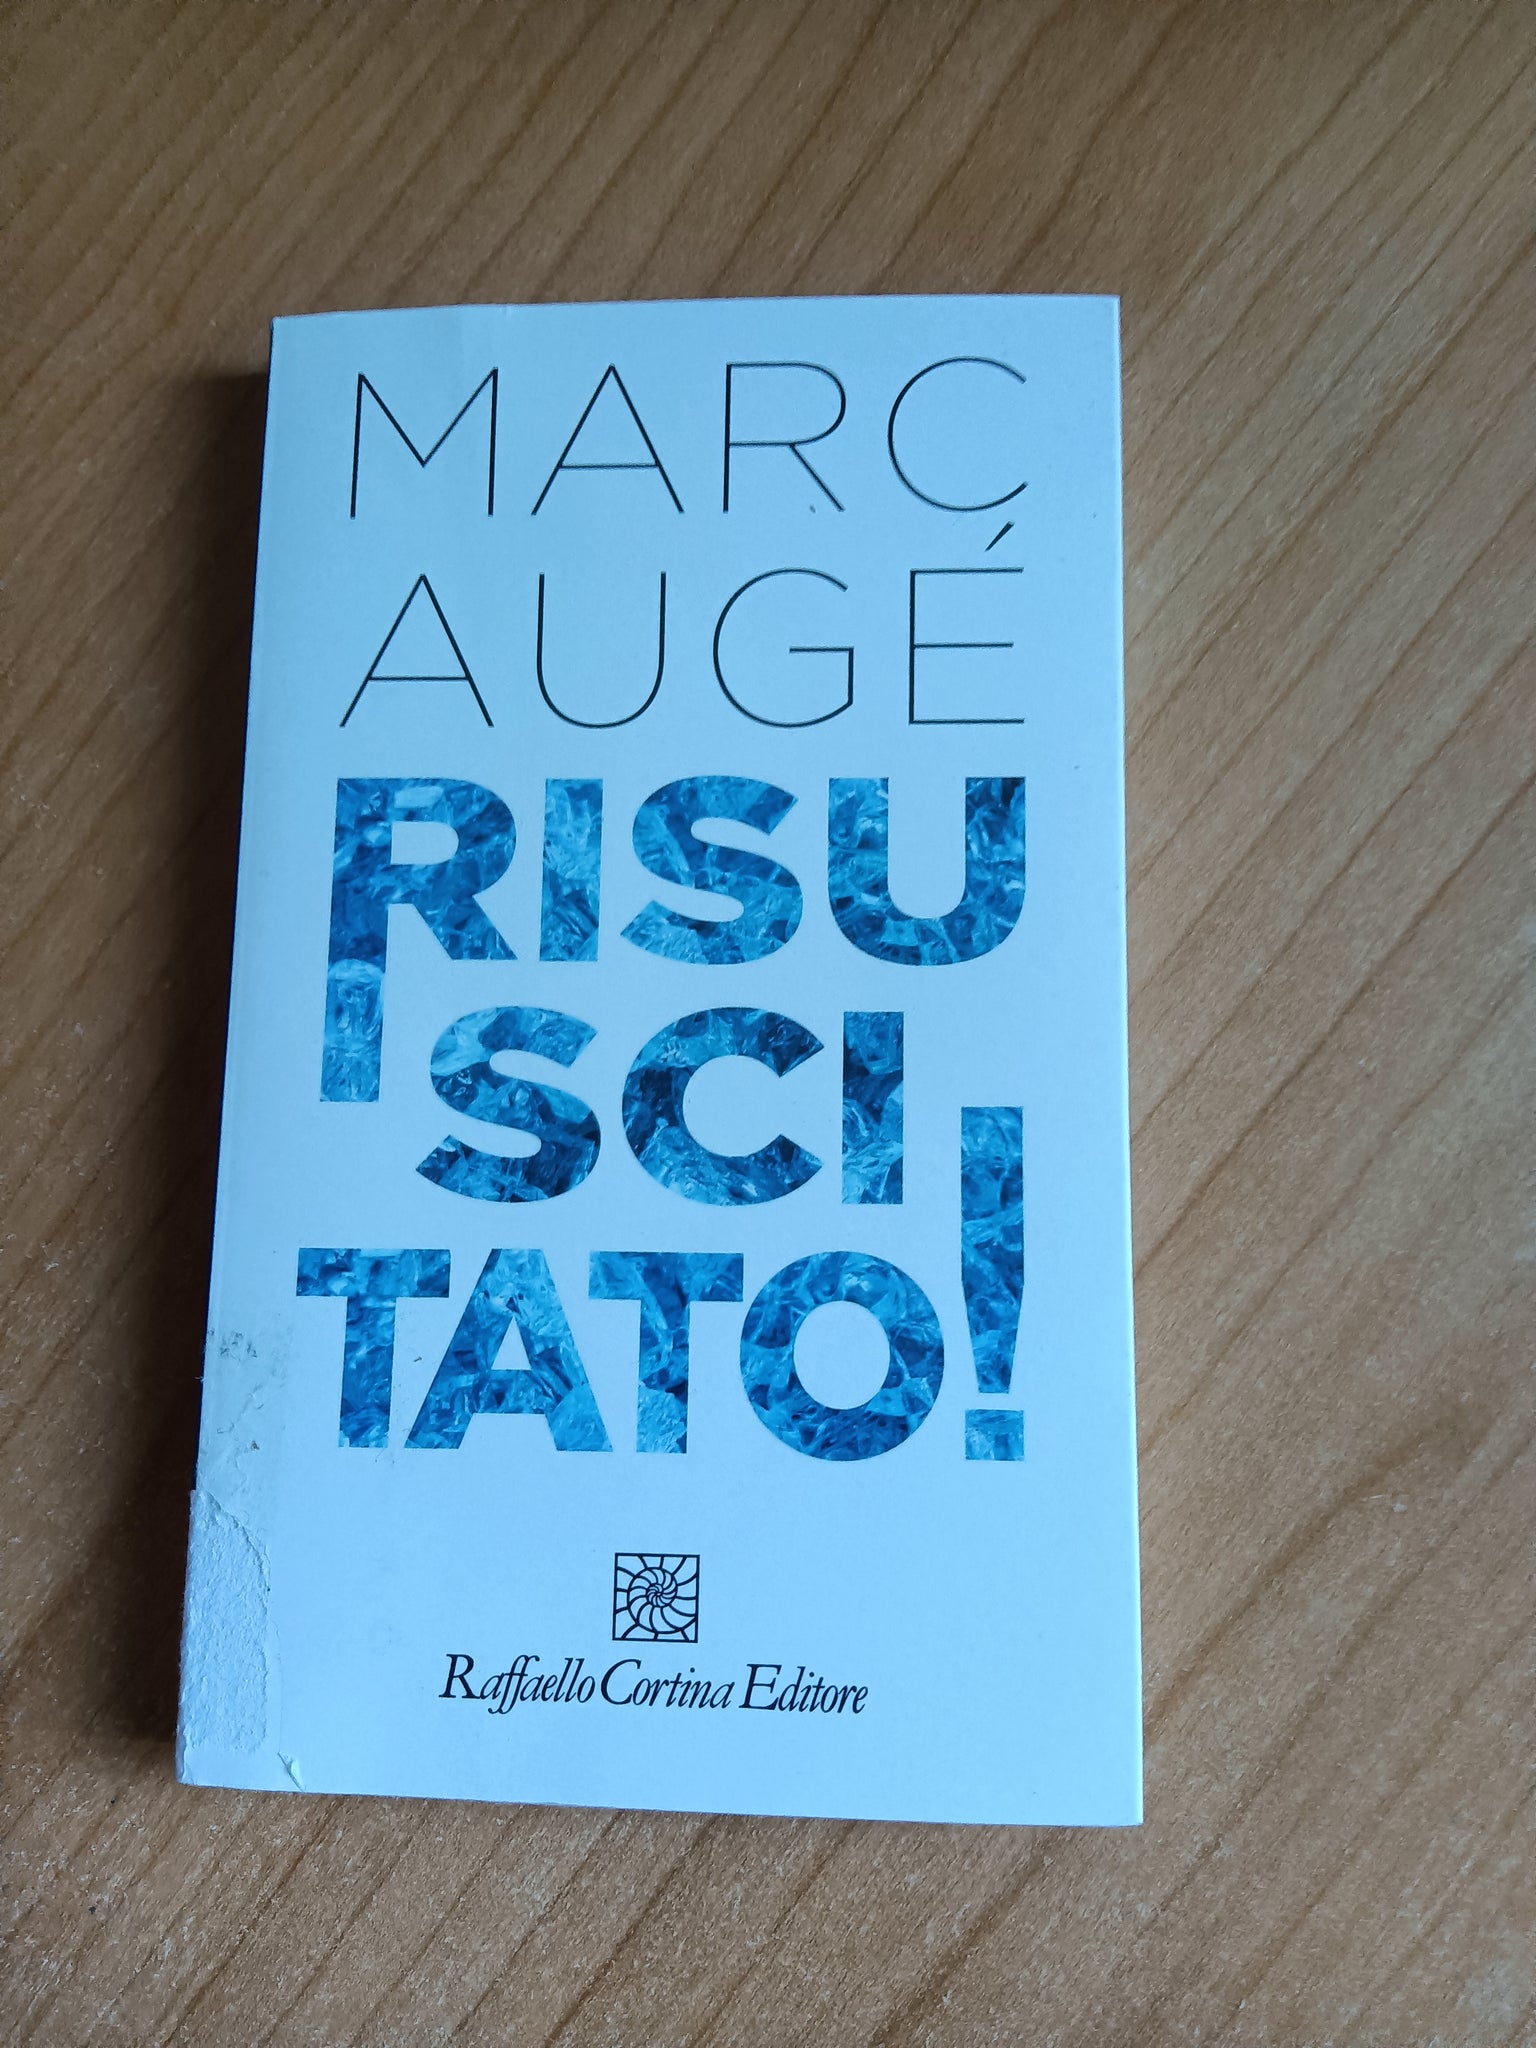 MARC
AUGÉ
RISU
SCI
TATO!
Raffaello Cortina Editore